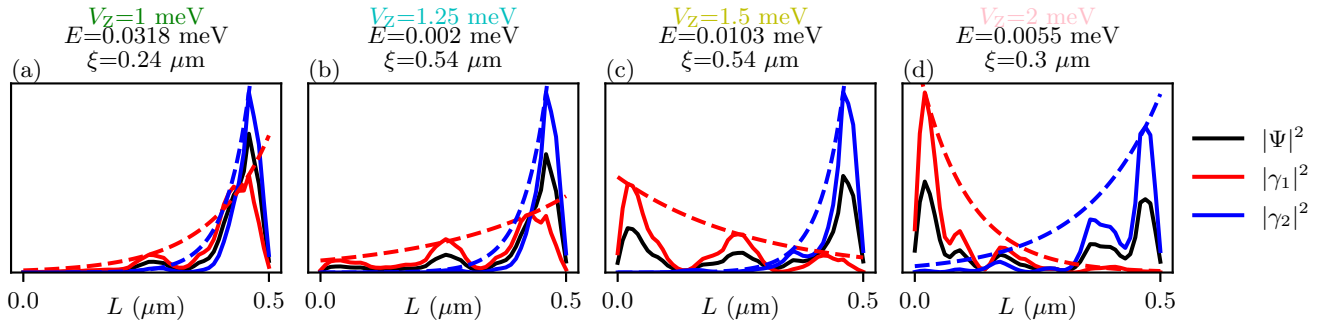 V_Z=1 meV
E=0.0318 meV
ξ=0.24 μm
(a)
0.0
0.5
L (μm)
V_Z=1.25 meV
E=0.002 meV
ξ=0.54 μm
(b)
0.0
0.5
L (μm)
V_Z=1.5 meV
E=0.0103 meV
ξ=0.54 μm
(c)
0.0
0.5
L (μm)
V_Z=2 meV
E=0.0055 meV
ξ=0.3 μm
(d)
0.0
0.5
L (μm)
|Ψ|²
|γ₁|²
|γ₂|²